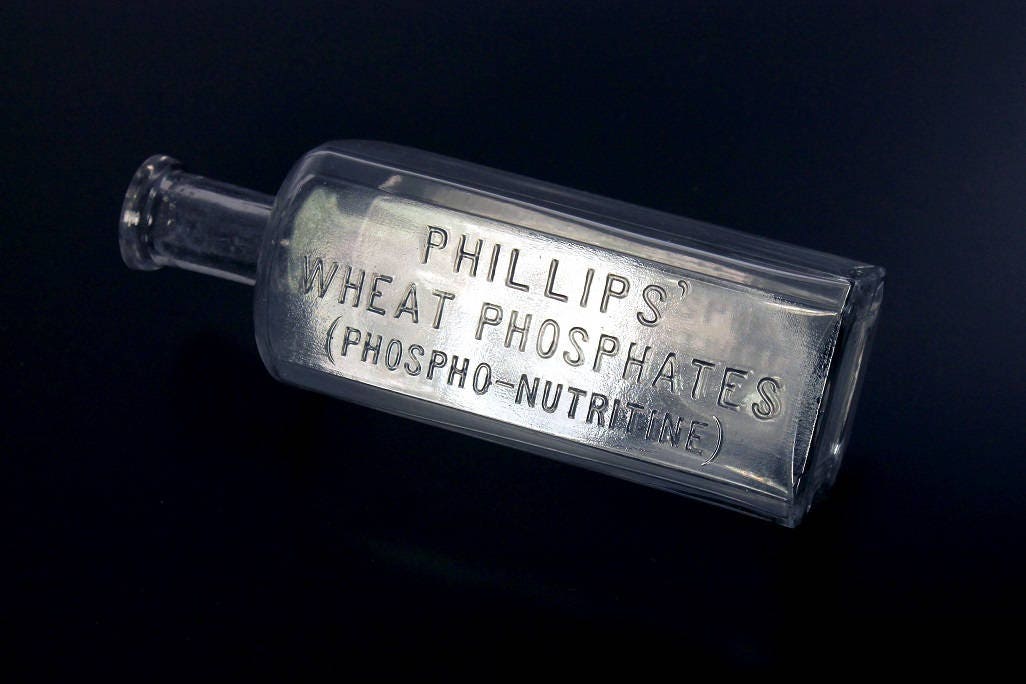 PHILLIPS'
WHEAT PHOSPHATES
(PHOSPHO-NUTRITINE)